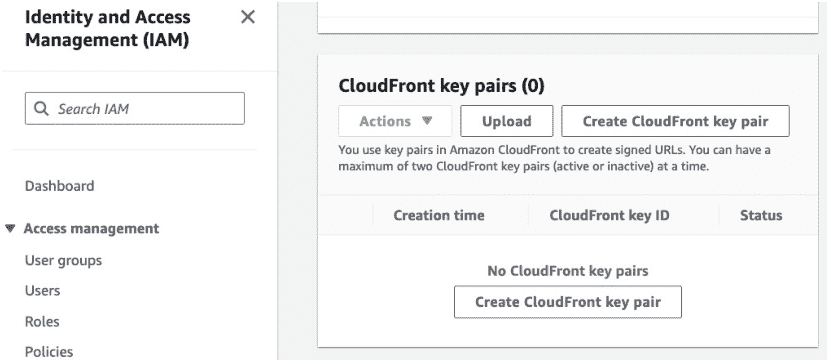 Identity and Access
Management (IAM)
Search IAM
Dashboard
Access management
User groups
Users
Roles
Policies
CloudFront key pairs (0)
Actions
Upload
Create CloudFront key pair
You use key pairs in Amazon CloudFront to create signed URLs. You can have a
maximum of two CloudFront key pairs (active or inactive) at a time.
Creation time
CloudFront key ID
Status
No CloudFront key pairs
Create CloudFront key pair